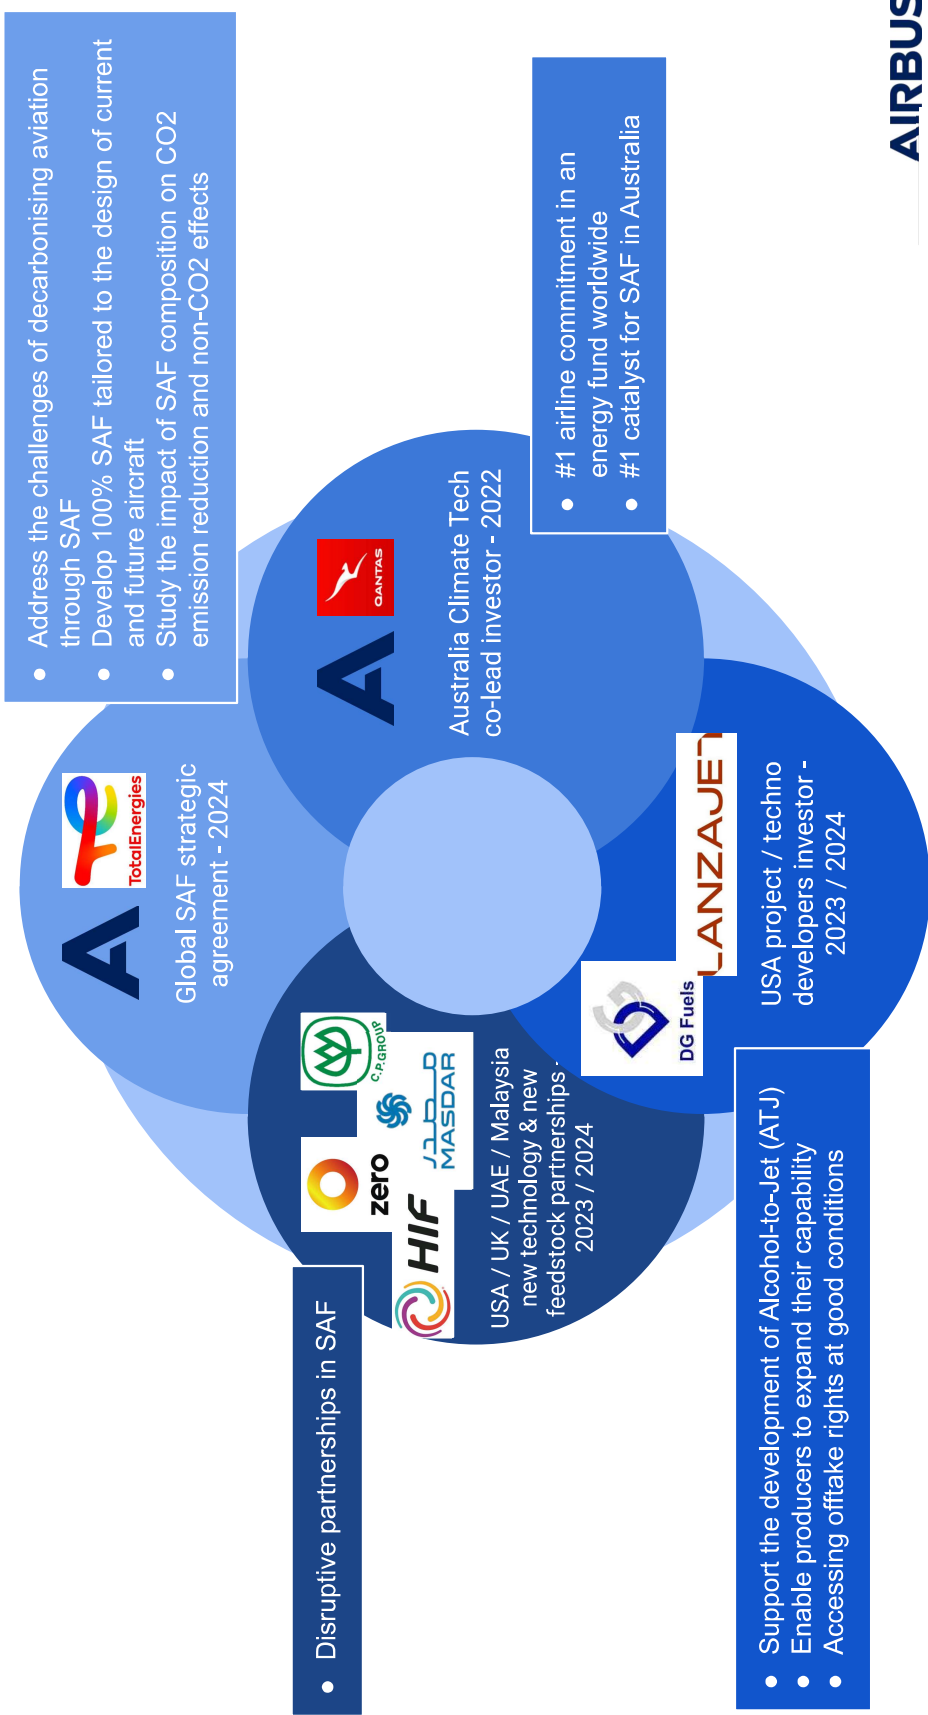 Address the challenges of decarbonising aviation
through SAF
Develop 100% SAF tailored to the design of current
and future aircraft
Study the impact of SAF composition on CO2
emission reduction and non-CO2 effects
TotalEnergies
Global SAF strategic
agreement - 2024
Disruptive partnerships in SAF
zero
C.P.GROUP
HIF
مصدر
MASDAR
USA / UK / UAE / Malaysia
new technology & new
feedstock partnerships -
2023 / 2024
QANTAS
Australia Climate Tech
co-lead investor - 2022
#1 airline commitment in an
energy fund worldwide
#1 catalyst for SAF in Australia
DG Fuels
LANZAJET
USA project / techno
developers investor -
2023 / 2024
Support the development of Alcohol-to-Jet (ATJ)
Enable producers to expand their capability
Accessing offtake rights at good conditions
AIRBUS